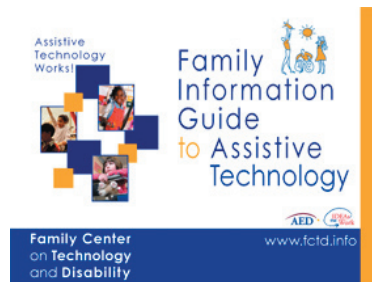 Assistive
Technology
Works!
Family
Information
Guide
to Assistive
Technology
AED
Family Center
on Technology
and Disability
www.fctd.info